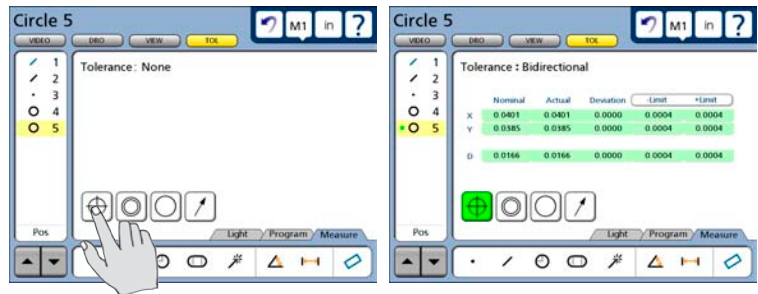 Circle 5
M1
in
?
VIDEO
DRO
VIEW
TOL
1
2
3
4
5
Tolerance: None
Pos
Light
Program
Measure
Circle 5
M1
in
?
VIDEO
DRO
VIEW
TOL
1
2
3
4
5
Tolerance : Bidirectional
Nominal Actual Deviation -Limit +Limit
X 0.0401 0.0401 0.0000 0.0004 0.0004
Y 0.0385 0.0385 0.0000 0.0004 0.0004
D 0.0166 0.0166 0.0000 0.0004 0.0004
Pos
Light
Program
Measure